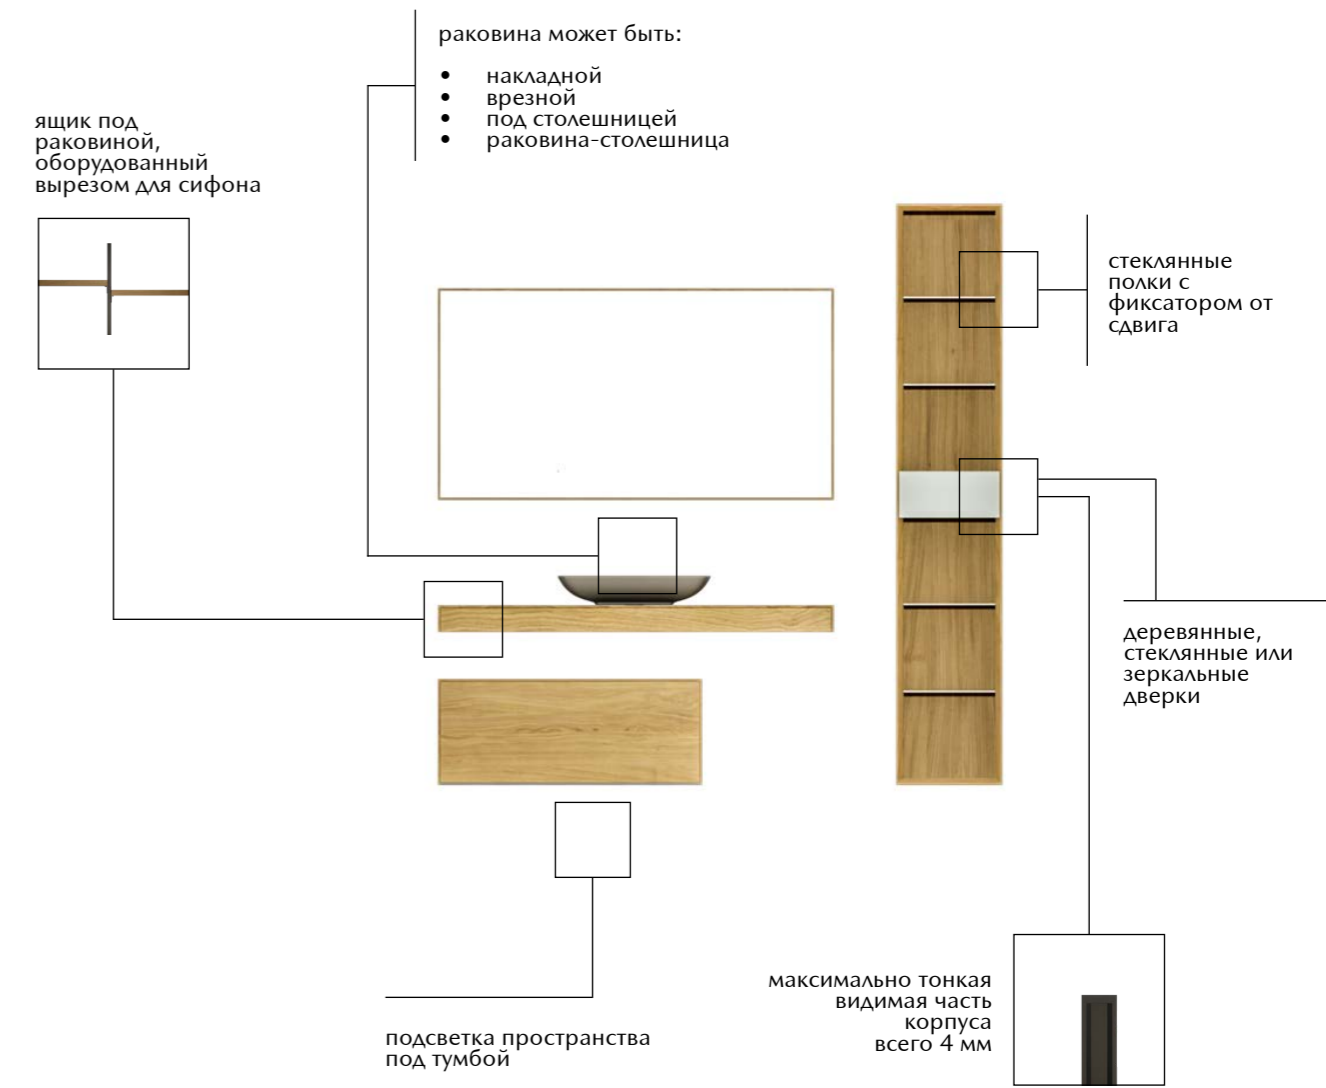 раковина может быть:
• накладной
• врезной
• под столешницей
• раковина-столешница
ящик под
раковиной,
оборудованный
вырезом для сифона
стеклянные
полки с
фиксатором от
сдвига
деревянные,
стеклянные или
зеркальные
дверки
максимально тонкая
видимая часть
корпуса
всего 4 мм
подсветка пространства
под тумбой